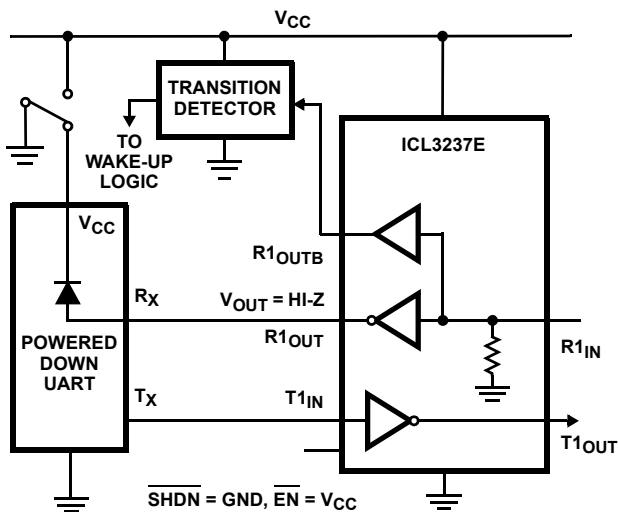 VCC
TRANSITION
DETECTOR
TO
WAKE-UP
LOGIC
ICL3237E
VCC
R1OUTB
RX
VOUT = HI-Z
POWERED
DOWN
UART
R1OUT
R1IN
TX
T1IN
T1OUT
SHDN = GND, EN = VCC